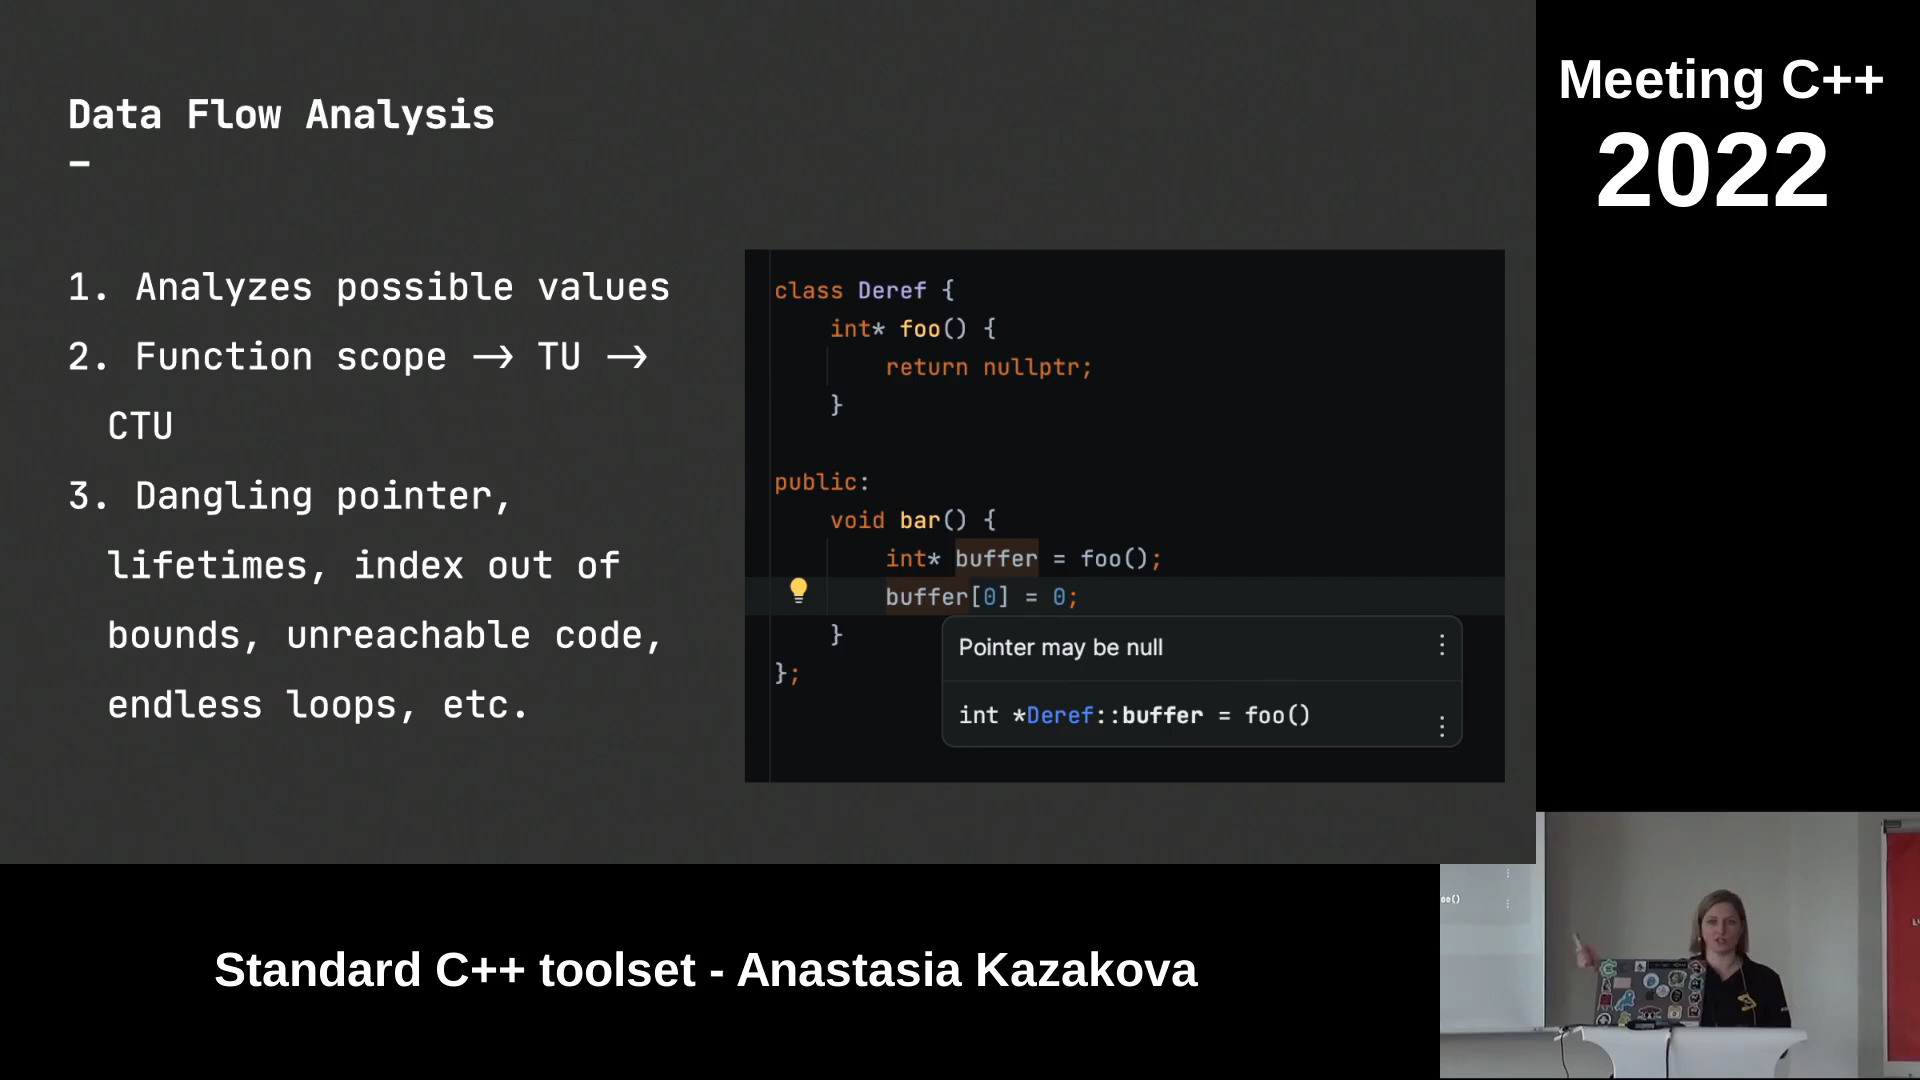 Data Flow Analysis
–
1. Analyzes possible values
2. Function scope → TU →
CTU
3. Dangling pointer,
lifetimes, index out of
bounds, unreachable code,
endless loops, etc.
class Deref {
int* foo() {
return nullptr;
}
public:
void bar() {
int* buffer = foo();
buffer[0] = 0;
}
};
Pointer may be null
int *Deref::buffer = foo()
Meeting C++
2022
Standard C++ toolset - Anastasia Kazakova